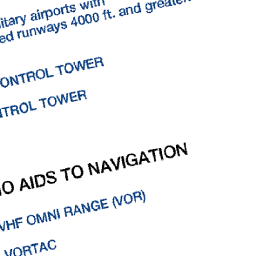 itary airports with
ed runways 4000 ft. and greater
ONTROL TOWER
TROL TOWER
IO AIDS TO NAVIGATION
VHF OMNI RANGE (VOR)
VORTAC